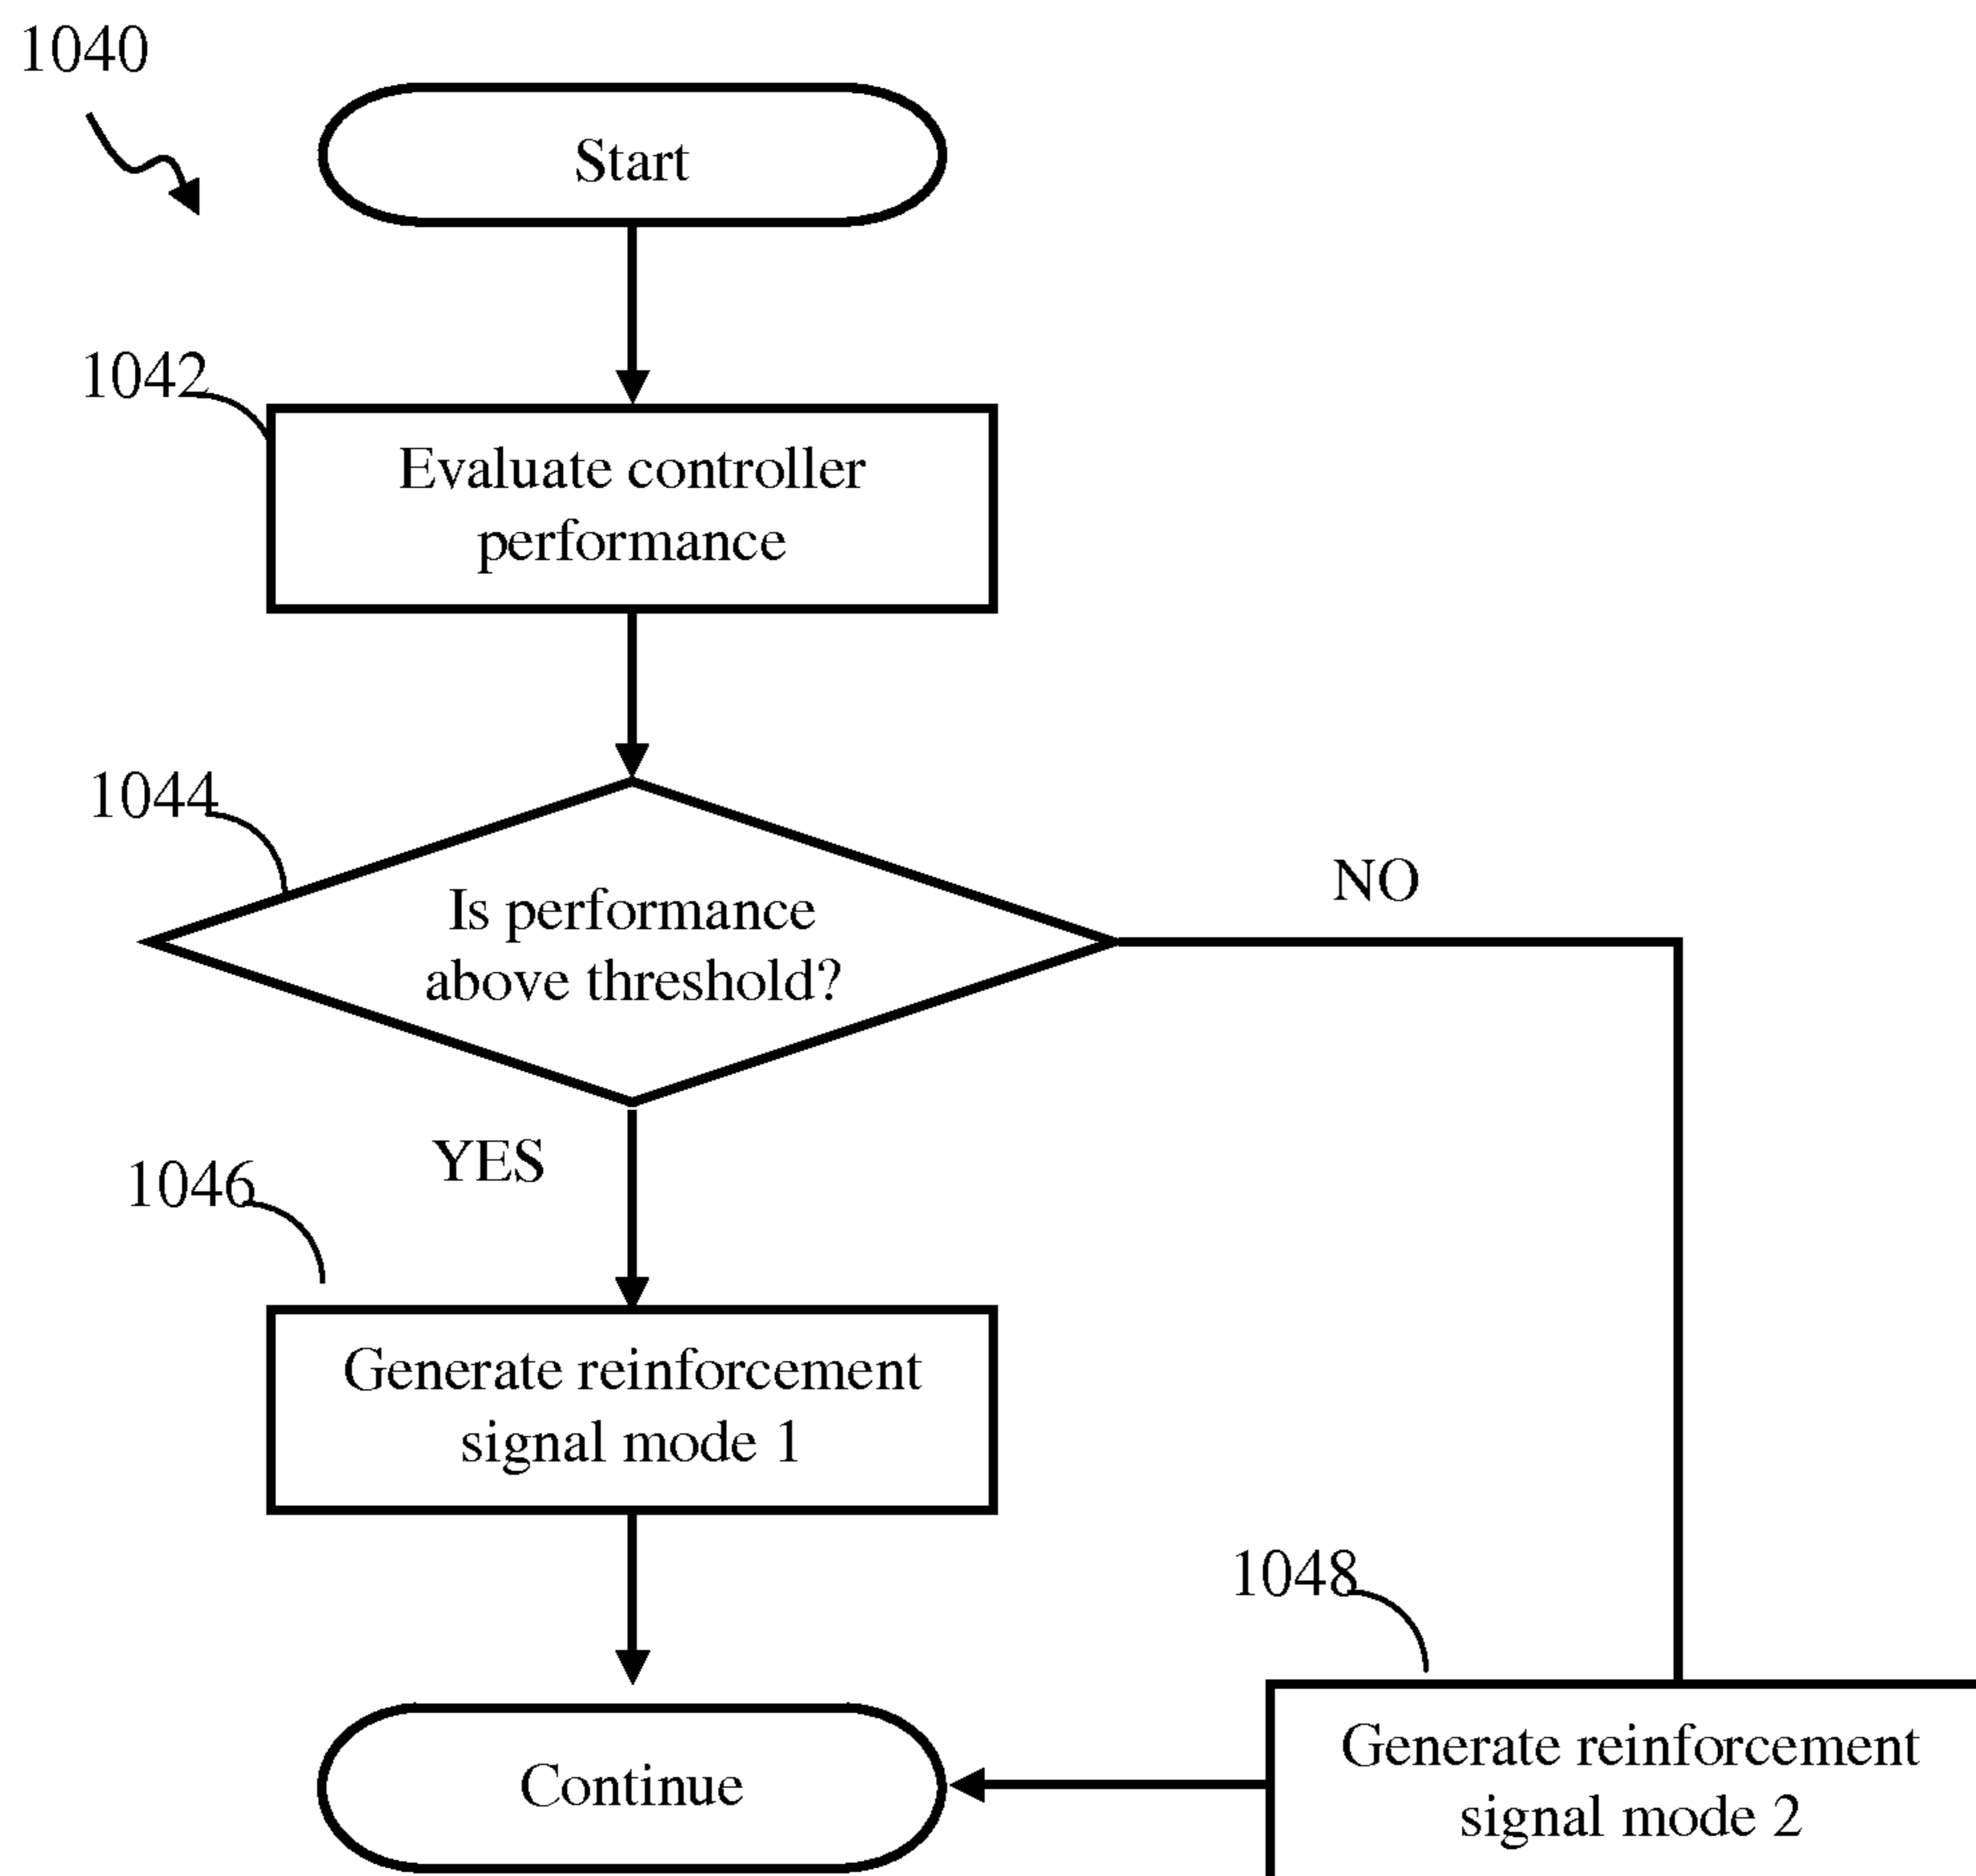 1040
Start
1042
Evaluate controller
performance
1044
Is performance
above threshold?
NO
YES
1046
Generate reinforcement
signal mode 1
1048
Generate reinforcement
signal mode 2
Continue